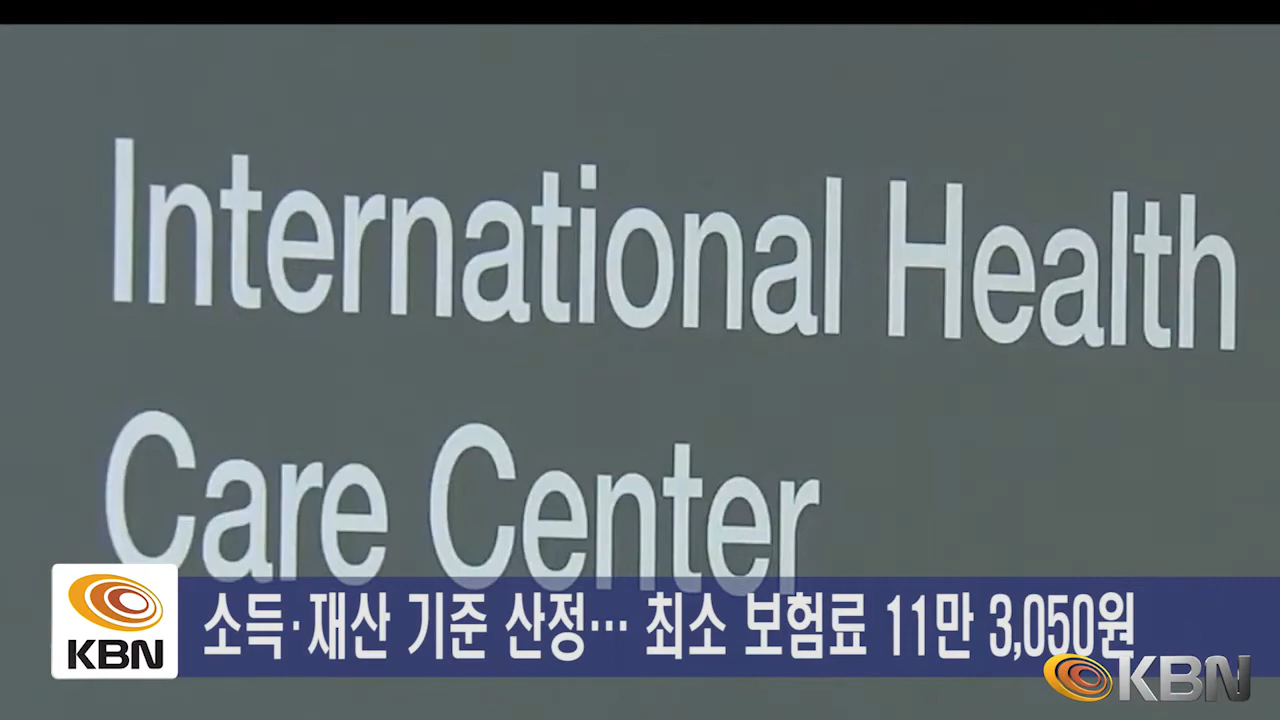 International Health
Care Center
KBN
소득·재산 기준 산정… 최소 보험료 11만 3,050원
KBN